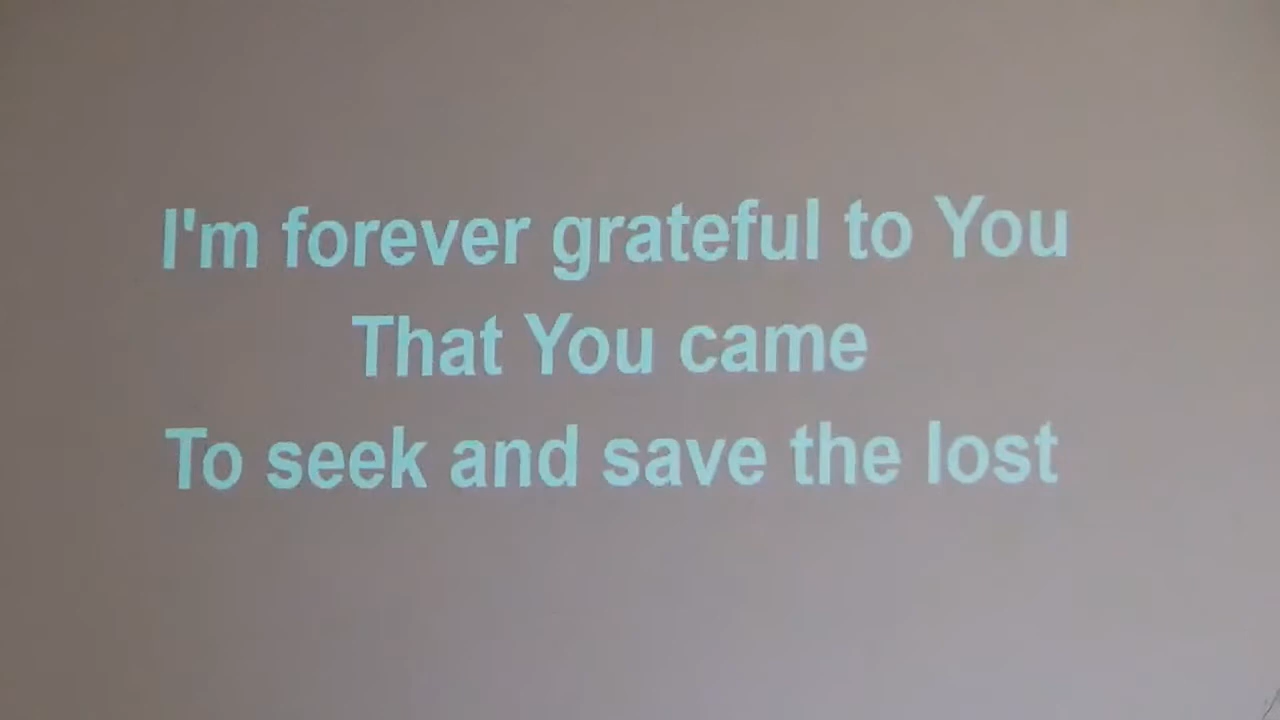 I'm forever grateful to You
That You came
To seek and save the lost